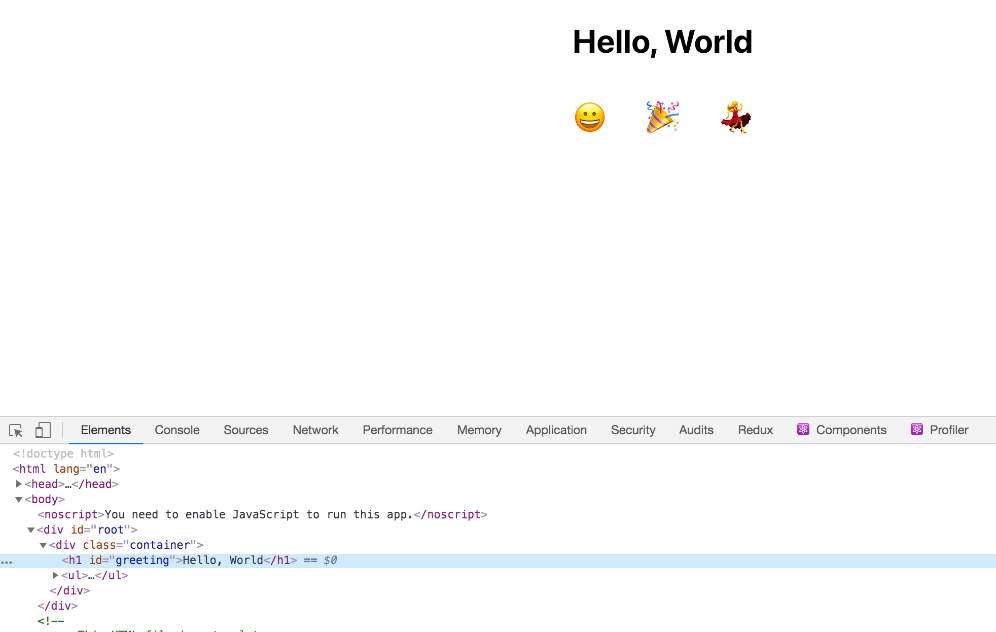 Hello, World
😀 🎉 💃
Elements Console Sources Network Performance Memory Application Security Audits Redux Components Profiler
<!doctype html>
<html lang="en">
<head>…</head>
<body>
<noscript>You need to enable JavaScript to run this app.</noscript>
<div id="root">
<div class="container">
<h1 id="greeting">Hello, World</h1> == $0
<ul>…</ul>
</div>
</div>
<!--